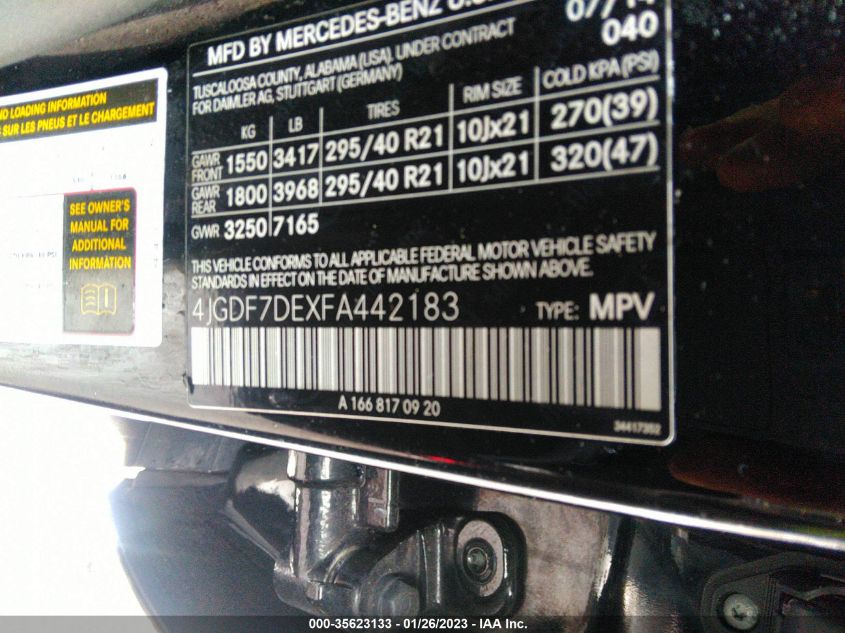 MFD BY MERCEDES-BENZ
040
TUSCALOOSA COUNTY, ALABAMA (USA). UNDER CONTRACT
FOR DAIMLER AG, STUTTGART (GERMANY)
KG LB TIRES RIM SIZE COLD KPA (PSI)
GAWR FRONT 1550 3417 295/40 R21 10Jx21 270(39)
GAWR REAR 1800 3968 295/40 R21 10Jx21 320(47)
GVWR 3250 7165
THIS VEHICLE CONFORMS TO ALL APPLICABLE FEDERAL MOTOR VEHICLE SAFETY
STANDARDS IN EFFECT ON THE DATE OF MANUFACTURE SHOWN ABOVE.
4JGDF7DEXFA442183 TYPE: MPV
A 166 817 09 20
34417352
LOADING INFORMATION
SUR LES PNEUS ET LE CHARGEMENT
SEE OWNER'S
MANUAL FOR
ADDITIONAL
INFORMATION
000-35623133 - 01/26/2023 - IAA Inc.